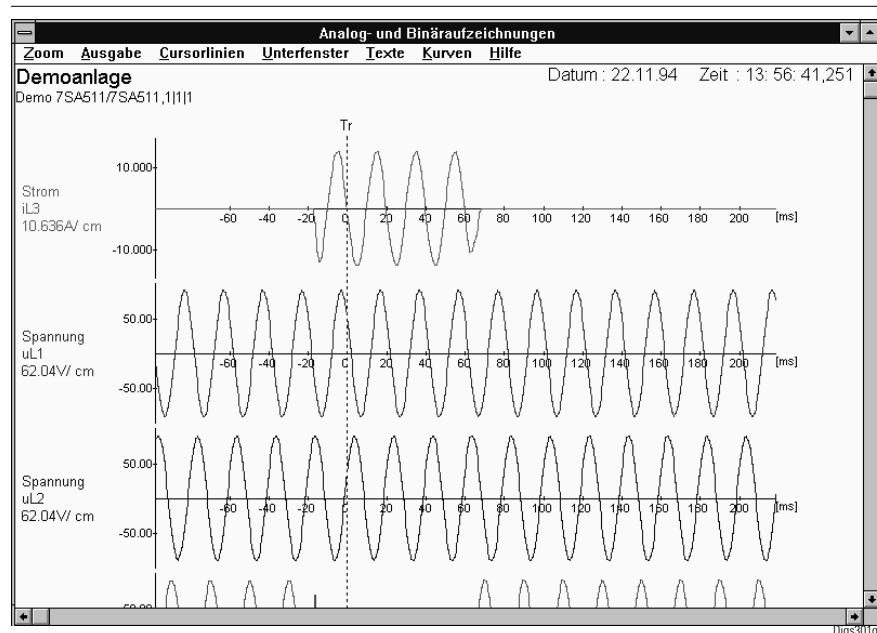 Analog- und Binäraufzeichnungen
Zoom Ausgabe Cursorlinien Unterfenster Texte Kurven Hilfe
Demoanlage
Datum : 22.11.94 Zeit : 13: 56: 41,251
Demo 7SA511/7SA511,1|1|1
Tr
10.000
Strom
iL3
10.636A/ cm
-60 -40 -20 0 20 40 60 80 100 120 140 160 180 200 [ms]
-10.000
50.00
Spannung
uL1
62.04V/ cm
-60 -40 -20 0 20 40 60 80 100 120 140 160 180 200 [ms]
-50.00
50.00
Spannung
uL2
62.04V/ cm
-60 -40 -20 0 20 40 60 80 100 120 140 160 180 200 [ms]
-50.00
50.00